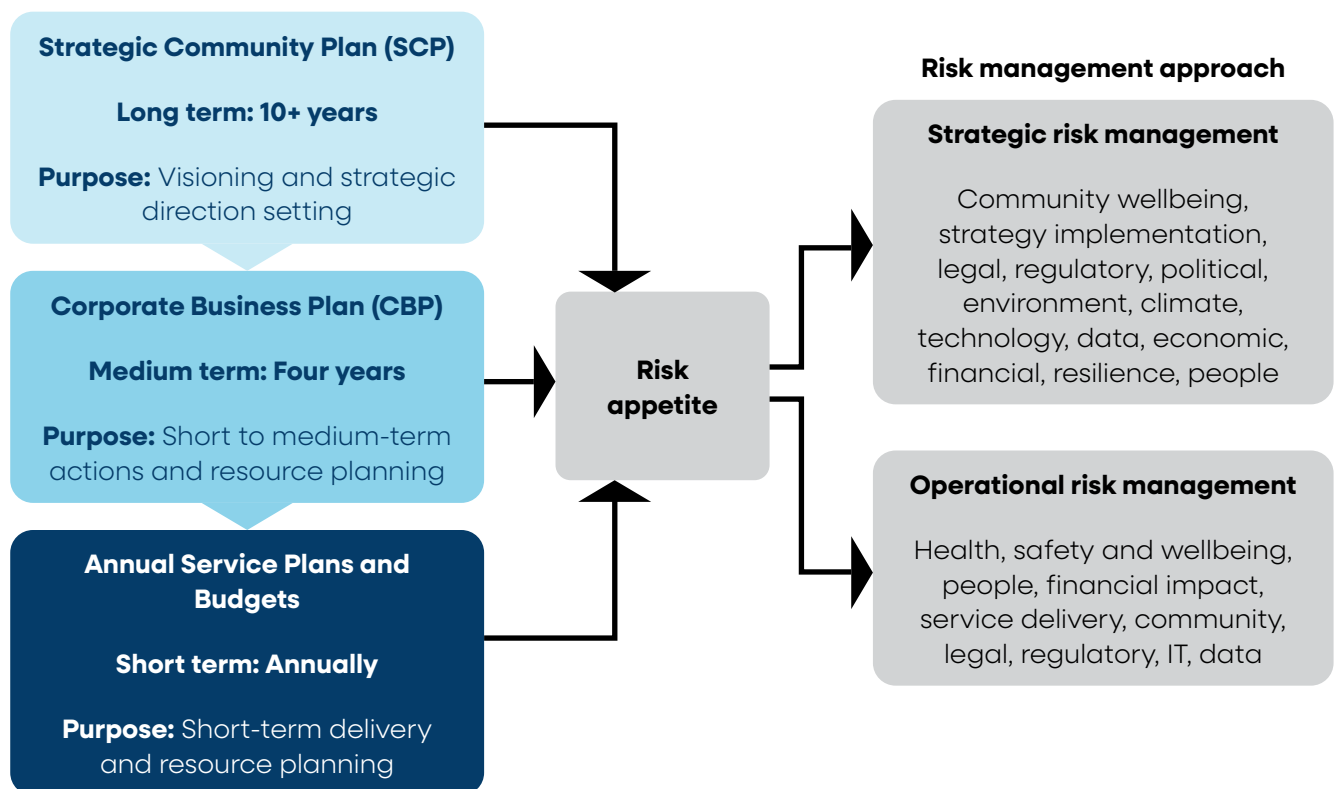 Strategic Community Plan (SCP)
Long term: 10+ years
Purpose: Visioning and strategic
direction setting
Corporate Business Plan (CBP)
Medium term: Four years
Purpose: Short to medium-term
actions and resource planning
Annual Service Plans and
Budgets
Short term: Annually
Purpose: Short-term delivery
and resource planning
Risk
appetite
Risk management approach
Strategic risk management
Community wellbeing,
strategy implementation,
legal, regulatory, political,
environment, climate,
technology, data, economic,
financial, resilience, people
Operational risk management
Health, safety and wellbeing,
people, financial impact,
service delivery, community,
legal, regulatory, IT, data